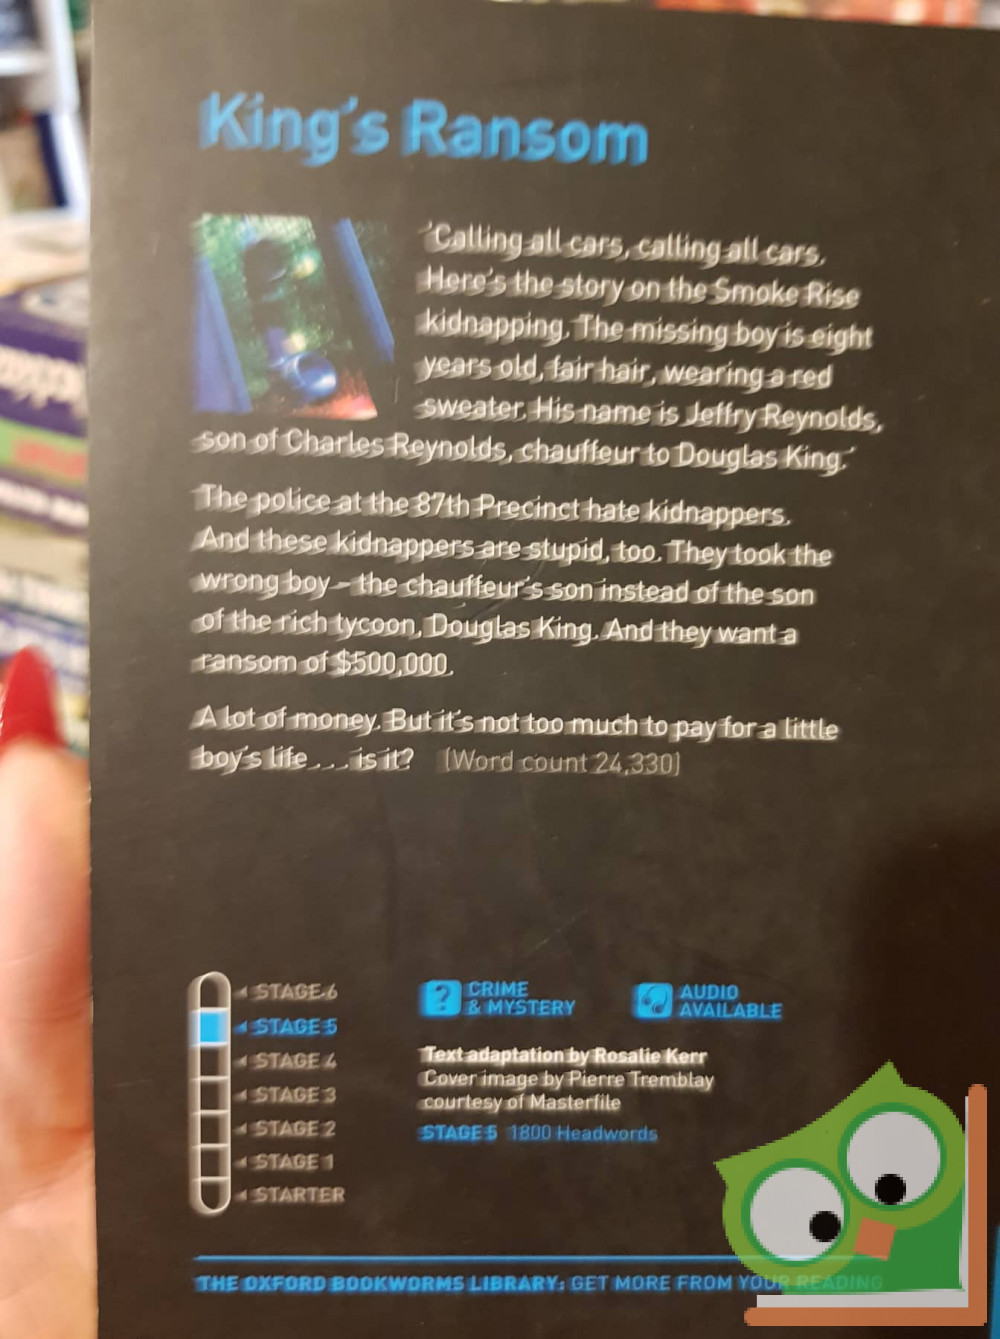 King's Ransom
'Calling all cars, calling all cars.
Here's the story on the Smoke Rise
kidnapping. The missing boy is eight
years old, fair hair, wearing a red
sweater. His name is Jeffry Reynolds,
son of Charles Reynolds, chauffeur to Douglas King.'
The police at the 87th Precinct hate kidnappers.
And these kidnappers are stupid, too. They took the
wrong boy – the chauffeur's son instead of the son
of the rich tycoon, Douglas King. And they want a
ransom of $500,000.
A lot of money. But it's not too much to pay for a little
boy's life . . . is it? (Word count 24,330)
STAGE 6
STAGE 5
STAGE 4
STAGE 3
STAGE 2
STAGE 1
STARTER
?
CRIME
& MYSTERY
AUDIO
AVAILABLE
Text adaptation by Rosalie Kerr
Cover image by Pierre Tremblay
courtesy of Masterfile
STAGE 5 1800 Headwords
THE OXFORD BOOKWORMS LIBRARY: GET MORE FROM YOUR READING